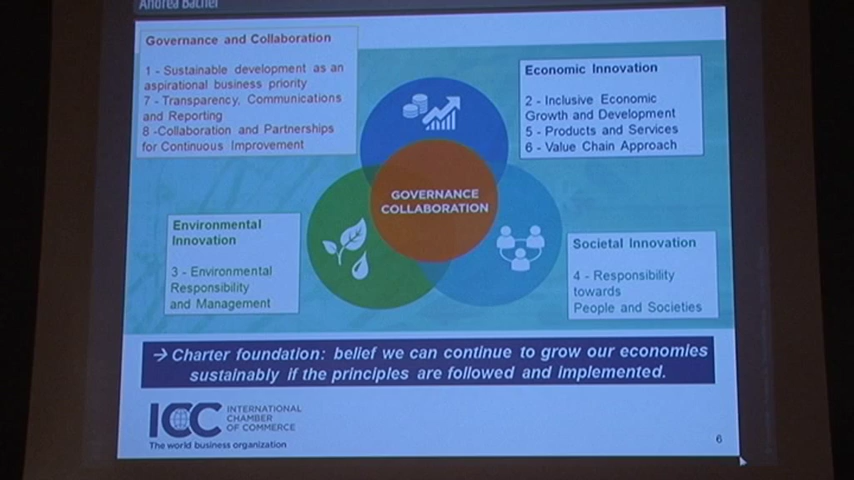 Andrea Bacher
Governance and Collaboration
1 - Sustainable development as an
aspirational business priority
7 - Transparency, Communications
and Reporting
8 -Collaboration and Partnerships
for Continuous Improvement
Economic Innovation
2 - Inclusive Economic
Growth and Development
5 - Products and Services
6 - Value Chain Approach
GOVERNANCE
COLLABORATION
Environmental
Innovation
3 - Environmental
Responsibility
and Management
Societal Innovation
4 - Responsibility
towards
People and Societies
→ Charter foundation: belief we can continue to grow our economies
sustainably if the principles are followed and implemented.
ICC INTERNATIONAL
CHAMBER
OF COMMERCE
The world business organization
6